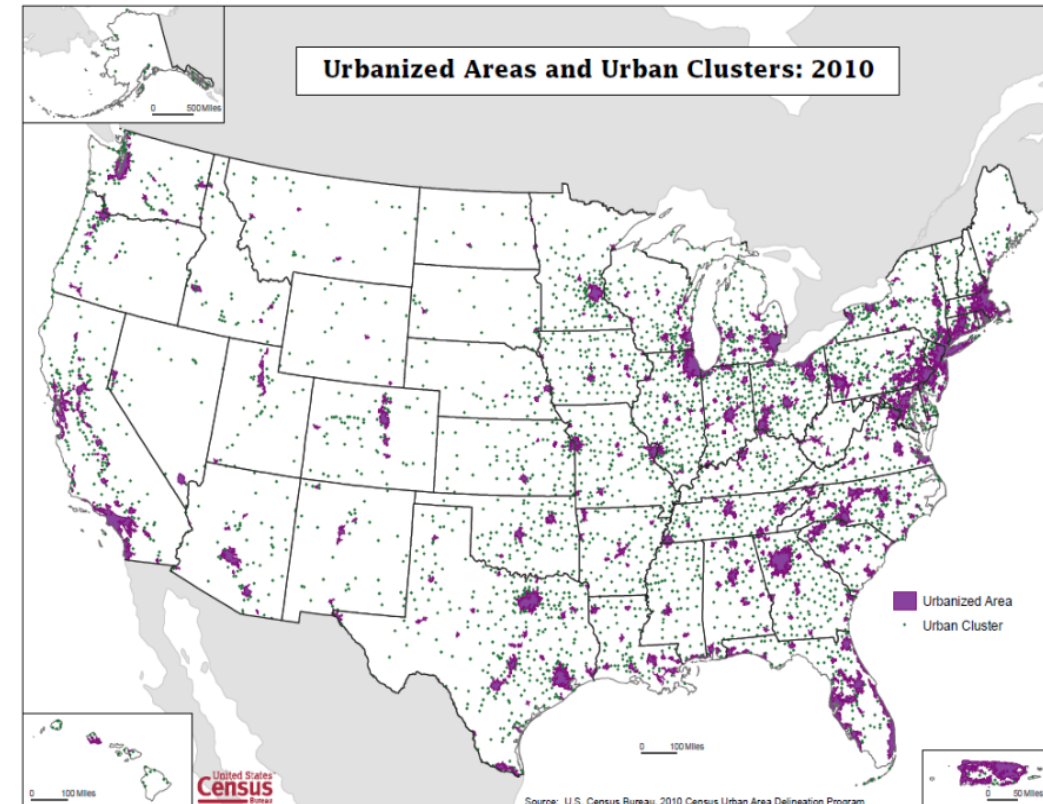 Urbanized Areas and Urban Clusters: 2010
0 500 Miles
Urbanized Area
Urban Cluster
0 100 Miles
0 100 Miles
United States®
Census
Bureau
0 50 Miles
Source: U.S. Census Bureau, 2010 Census Urban Area Delineation Program